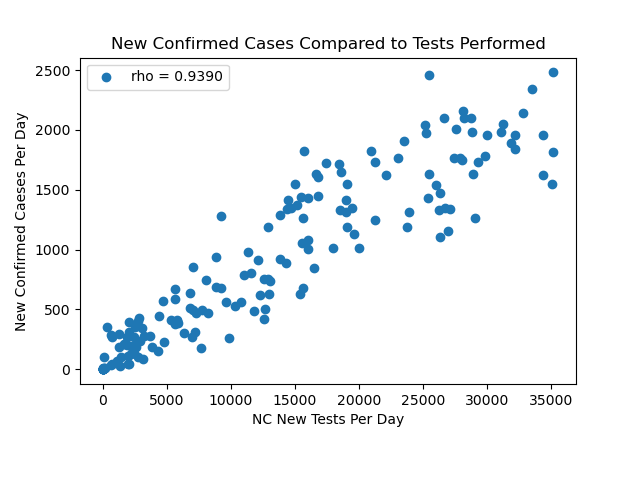 New Confirmed Cases Compared to Tests Performed
rho = 0.9390
2500
2000
1500
1000
500
0
New Confirmed Caeses Per Day
0 5000 10000 15000 20000 25000 30000 35000
NC New Tests Per Day